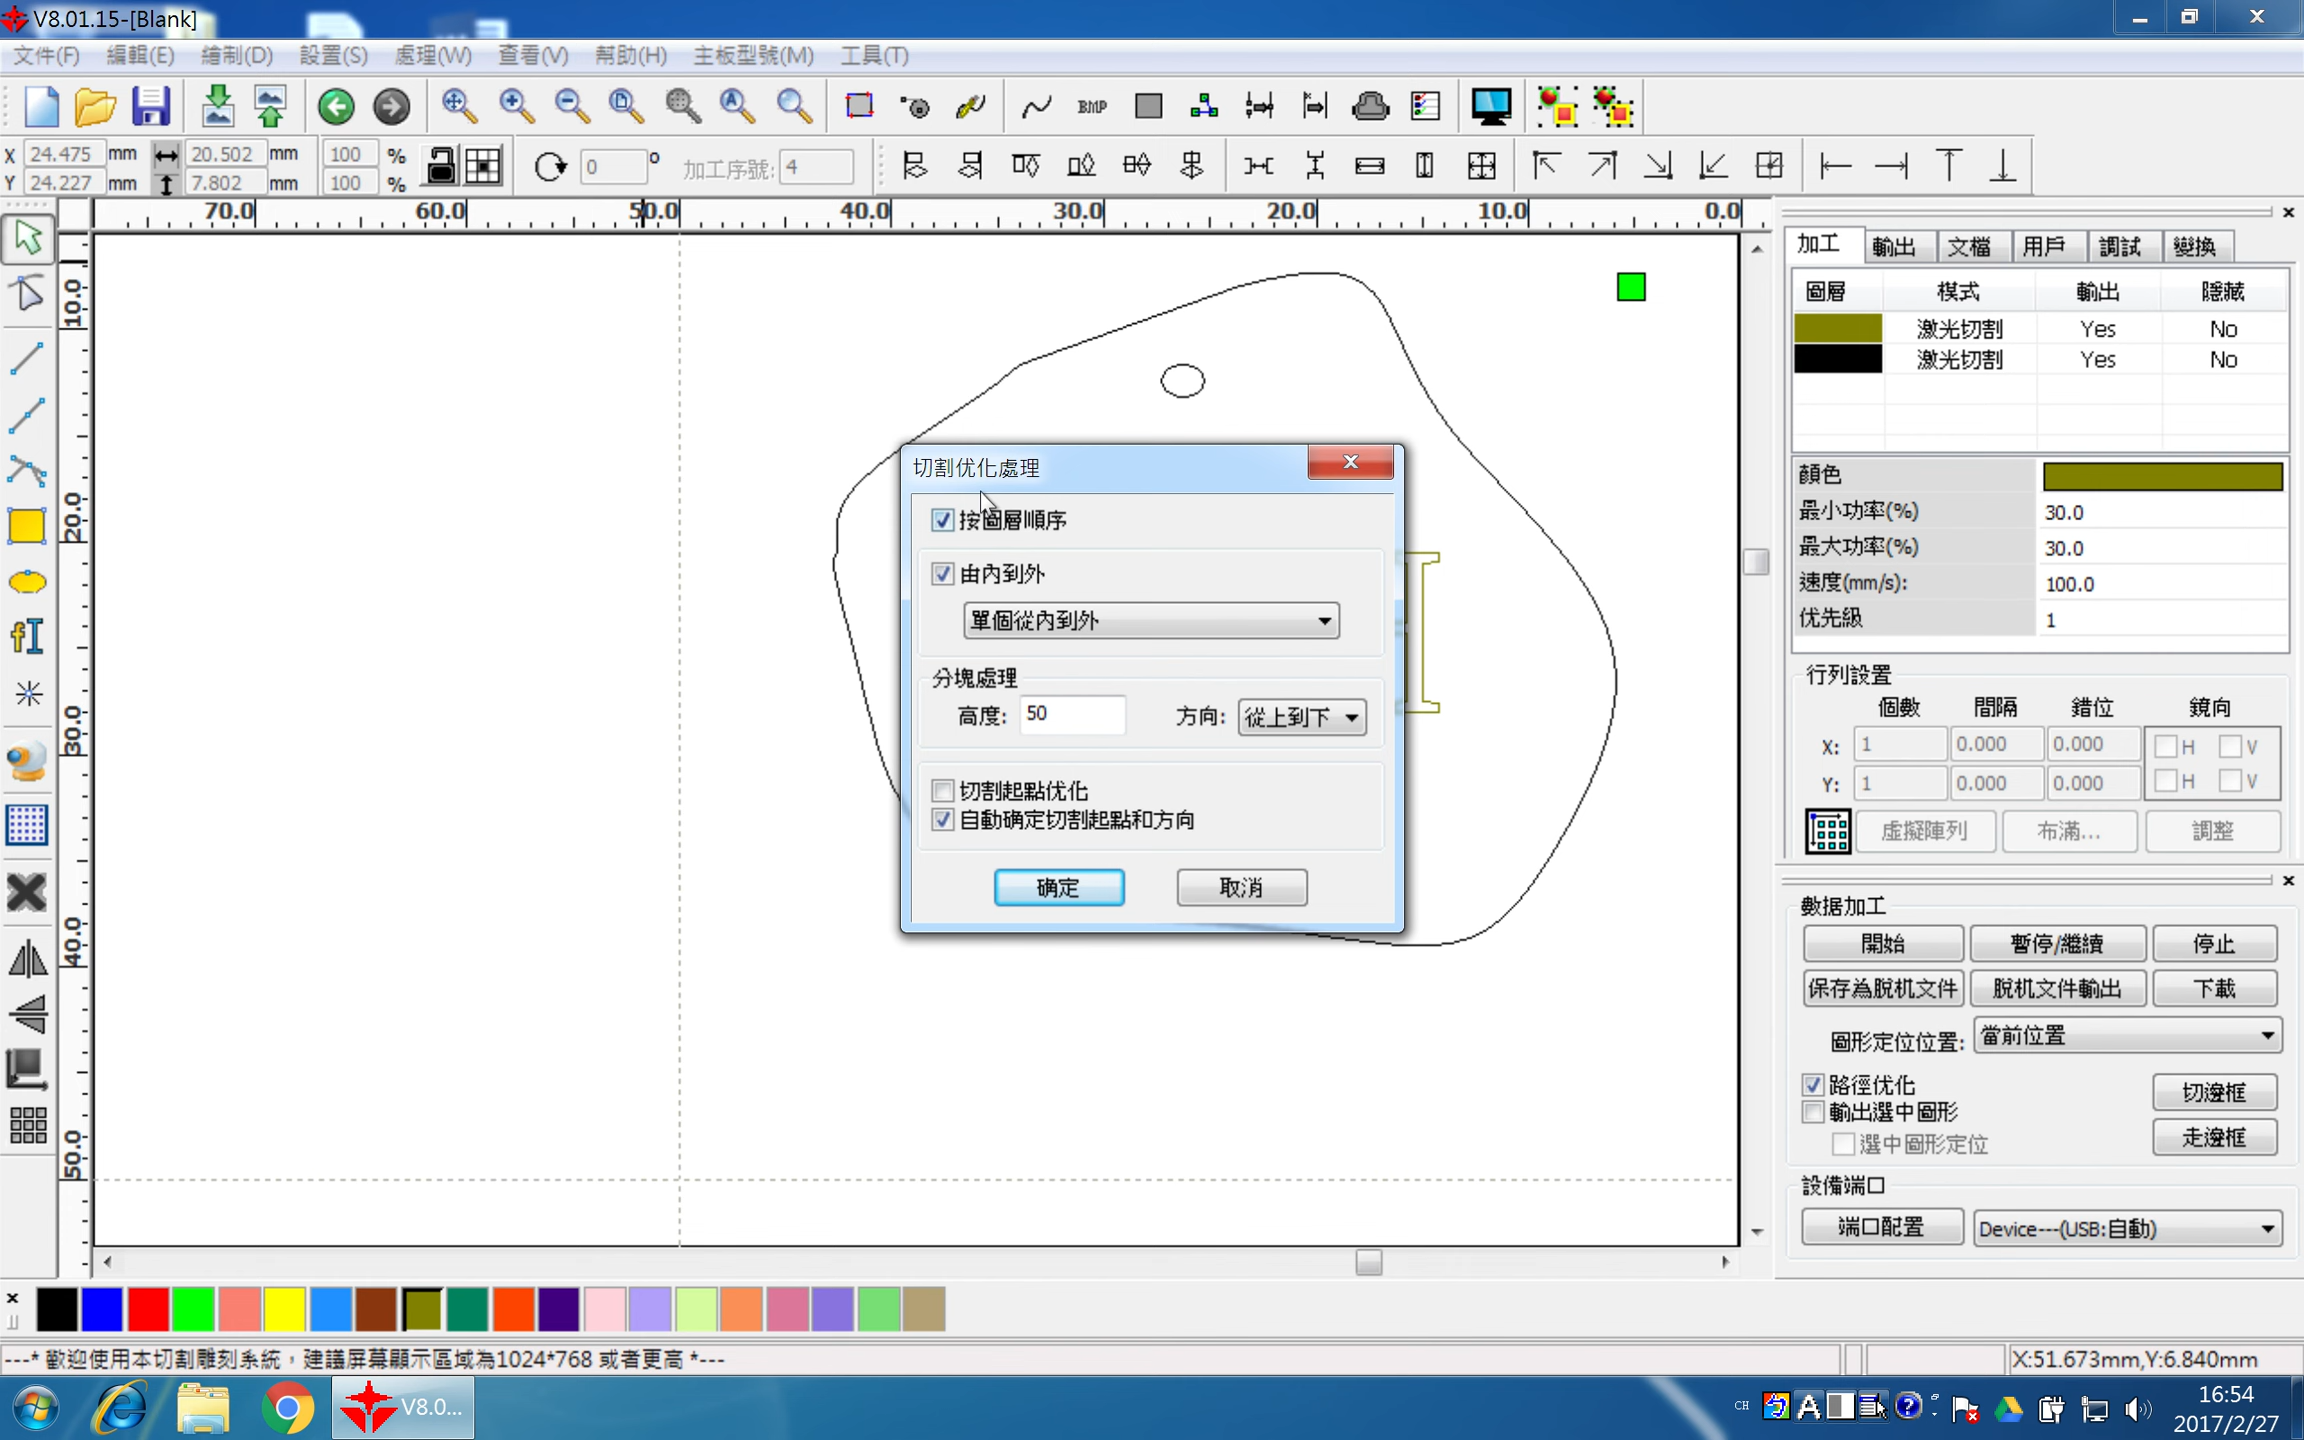 V8.01.15-[Blank]
文件(F) 編輯(E) 繪制(D) 設置(S) 處理(W) 查看(V) 幫助(H) 主板型號(M) 工具(T)
BMP
X 24.475 mm 20.502 mm 100 %
Y 24.227 mm 7.802 mm 100 %
0 ° 加工序號: 4
70.0 60.0 50.0 40.0 30.0 20.0 10.0 0.0
10.0
20.0
30.0
40.0
50.0
切割优化處理
按圖層順序
由內到外
單個從內到外
分塊處理
高度: 50 方向: 從上到下
切割起點优化
自動确定切割起點和方向
确定 取消
加工 輸出 文檔 用戶 調試 變換
圖層 模式 輸出 隱藏
激光切割 Yes No
激光切割 Yes No
顏色
最小功率(%) 30.0
最大功率(%) 30.0
速度(mm/s): 100.0
优先級 1
行列設置
個數 間隔 錯位 鏡向
X: 1 0.000 0.000 H V
Y: 1 0.000 0.000 H V
虛擬陣列 布滿... 調整
數据加工
開始 暫停/繼續 停止
保存為脫机文件 脫机文件輸出 下載
圖形定位位置: 當前位置
路徑优化 切邊框
輸出選中圖形
選中圖形定位 走邊框
設備端口
端口配置 Device---(USB:自動)
---* 歡迎使用本切割雕刻系統，建議屏幕顯示區域為1024*768 或者更高 *---
X:51.673mm,Y:6.840mm
V8.0...
CH
16:54
2017/2/27